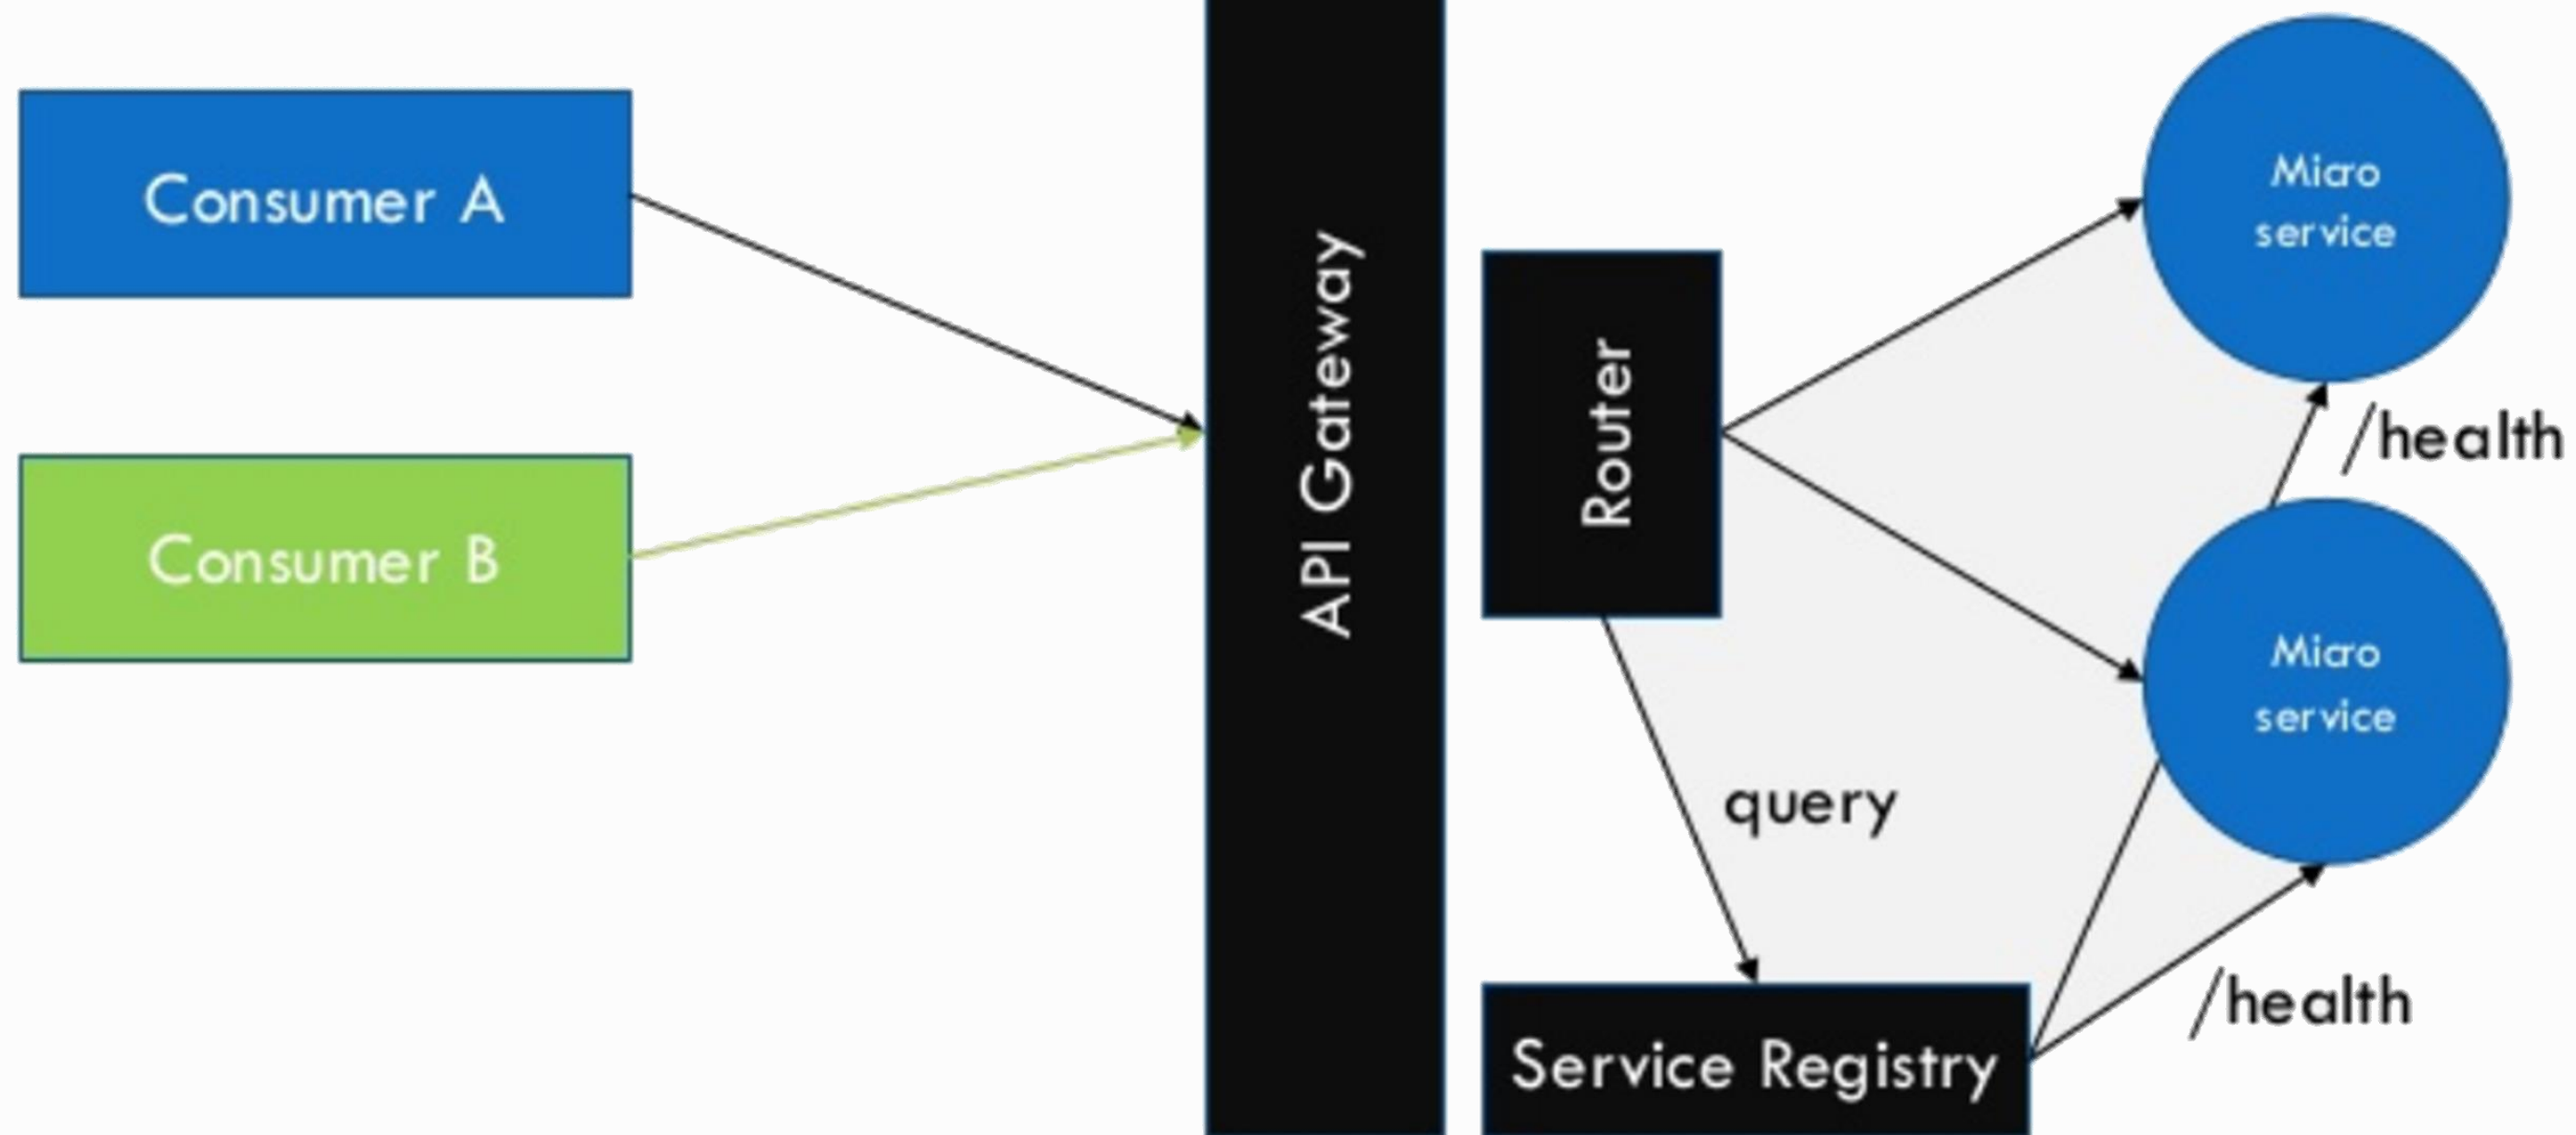 Consumer A
Consumer B
API Gateway
Router
query
Service Registry
Micro
service
/health
Micro
service
/health